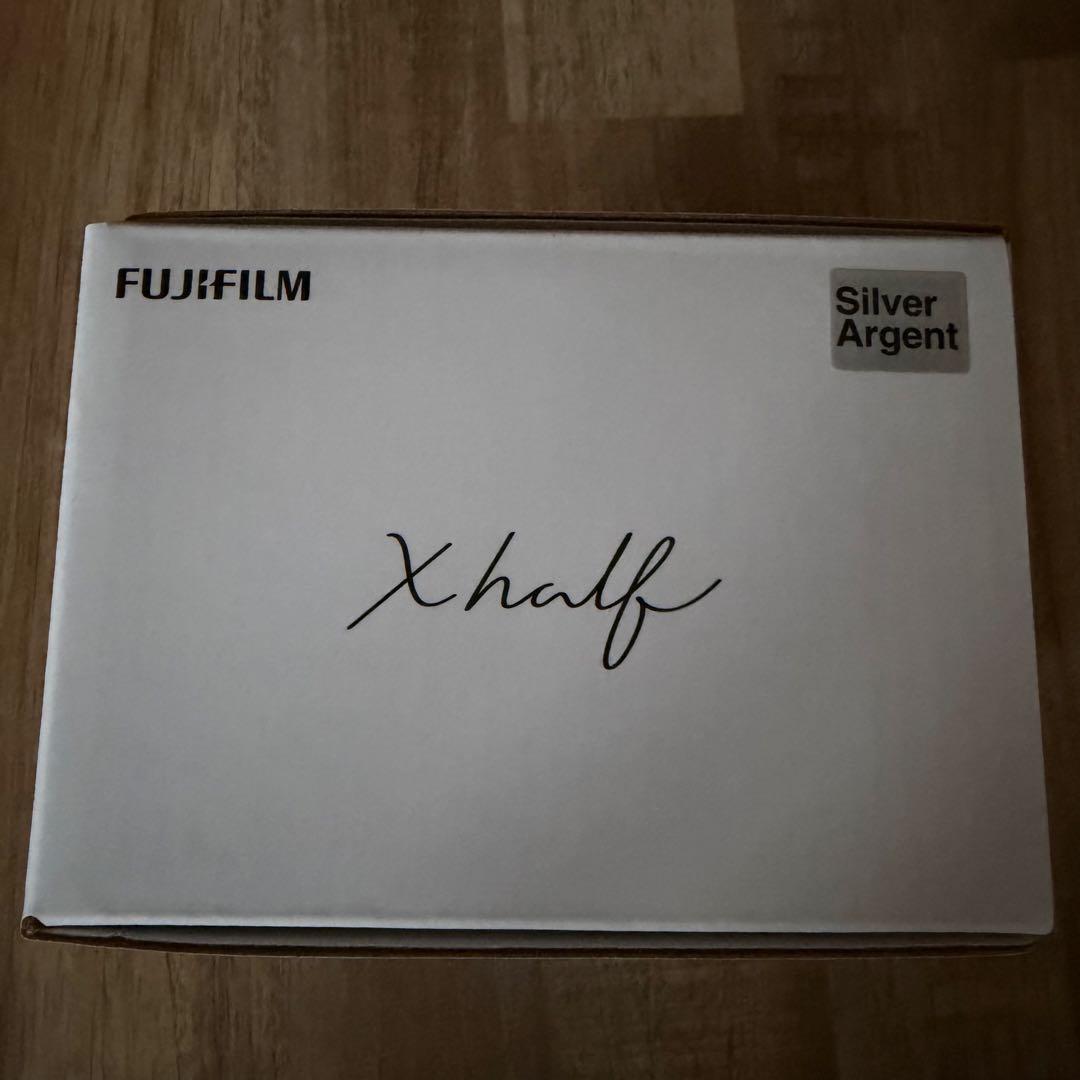 FUJIFILM
Silver
Argent
X half